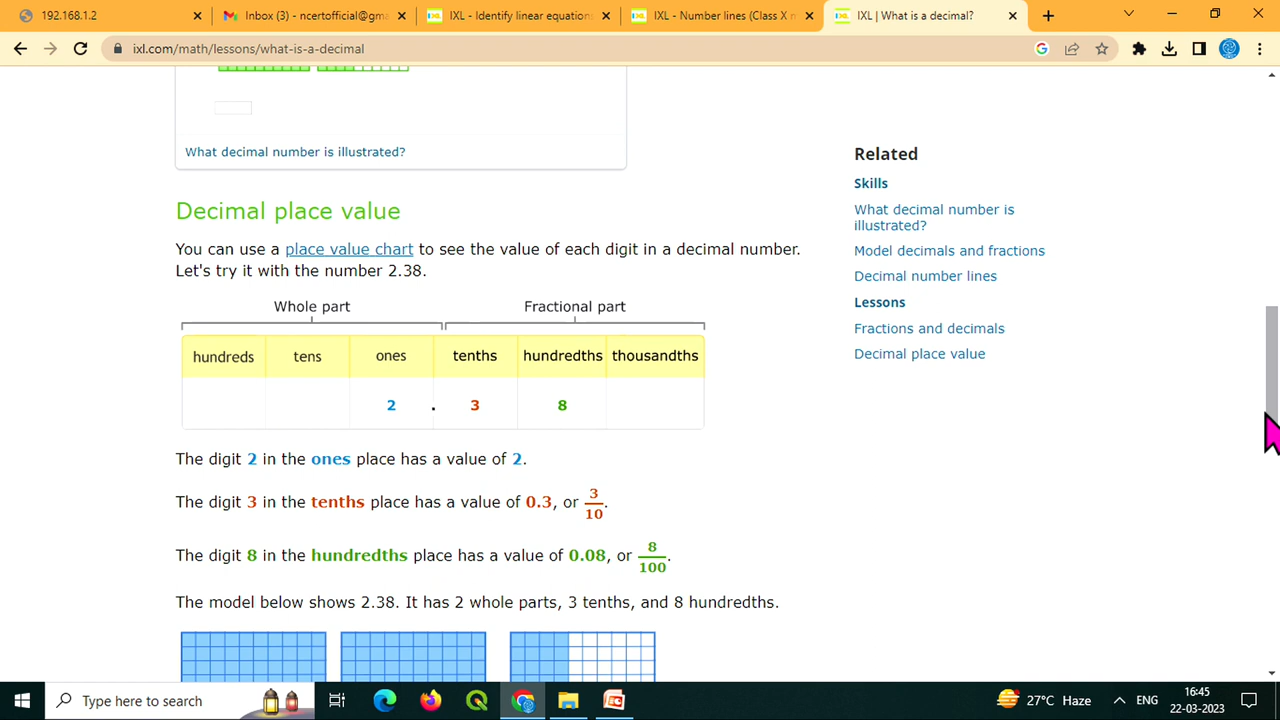 192.168.1.2
Inbox (3) - ncertofficial@gma
IXL - Identify linear equation
IXL - Number lines (Class X m
IXL | What is a decimal?
ixl.com/math/lessons/what-is-a-decimal
What decimal number is illustrated?
Decimal place value
You can use a place value chart to see the value of each digit in a decimal number.
Let's try it with the number 2.38.
Whole part Fractional part
hundreds tens ones tenths hundredths thousandths
2 . 3 8
The digit 2 in the ones place has a value of 2.
The digit 3 in the tenths place has a value of 0.3, or 3/10.
The digit 8 in the hundredths place has a value of 0.08, or 8/100.
The model below shows 2.38. It has 2 whole parts, 3 tenths, and 8 hundredths.
Related
Skills
What decimal number is
illustrated?
Model decimals and fractions
Decimal number lines
Lessons
Fractions and decimals
Decimal place value
Type here to search
27°C Haze
ENG
16:45
22-03-2023